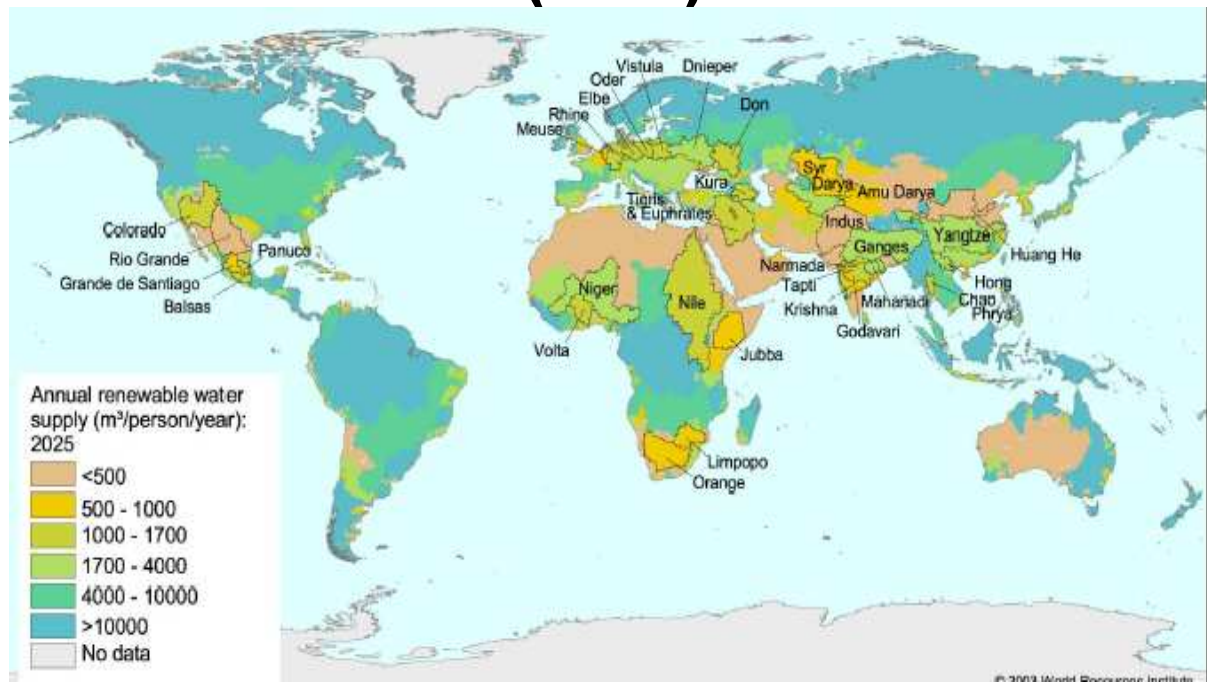 Vistula
Dnieper
Oder
Elbe
Don
Rhine
Meuse
Syr
Darya
Amu Darya
Kura
Tigris
& Euphrates
Indus
Colorado
Rio Grande
Panuco
Grande de Santiago
Balsas
Ganges
Yangtze
Huang He
Narmada
Tapti
Krishna
Mahanadi
Godavari
Hong
Chao
Phrya
Niger
Nile
Volta
Jubba
Limpopo
Orange
Annual renewable water
supply (m³/person/year):
2025
<500
500 - 1000
1000 - 1700
1700 - 4000
4000 - 10000
>10000
No data
© 2003 World Resources Institute